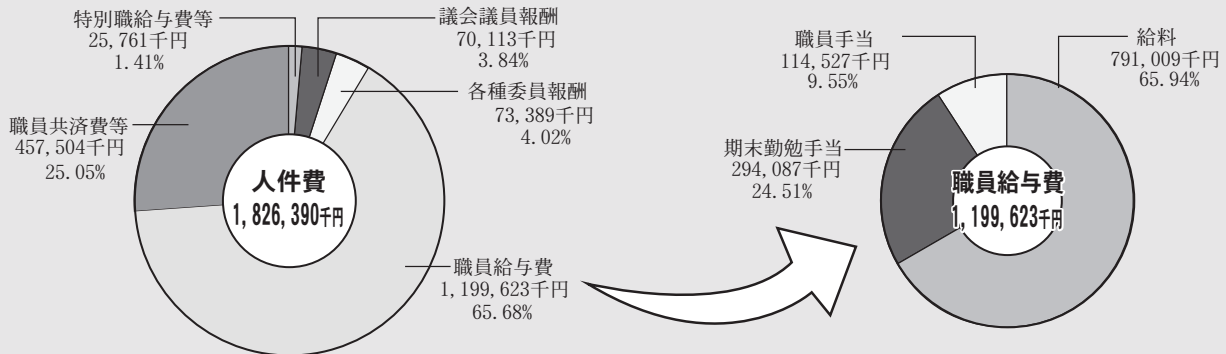 特別職給与費等
25,761千円
1.41%
議会議員報酬
70,113千円
3.84%
各種委員報酬
73,389千円
4.02%
職員共済費等
457,504千円
25.05%
人件費
1,826,390千円
職員給与費
1,199,623千円
65.68%
職員手当
114,527千円
9.55%
給料
791,009千円
65.94%
期末勤勉手当
294,087千円
24.51%
職員給与費
1,199,623千円